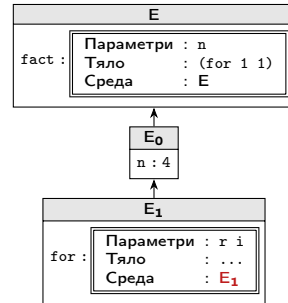 E
fact : Параметри : n
Тяло : (for 1 1)
Среда : E
E₀
n : 4
E₁
for : Параметри : r i
Тяло : ...
Среда : E₁